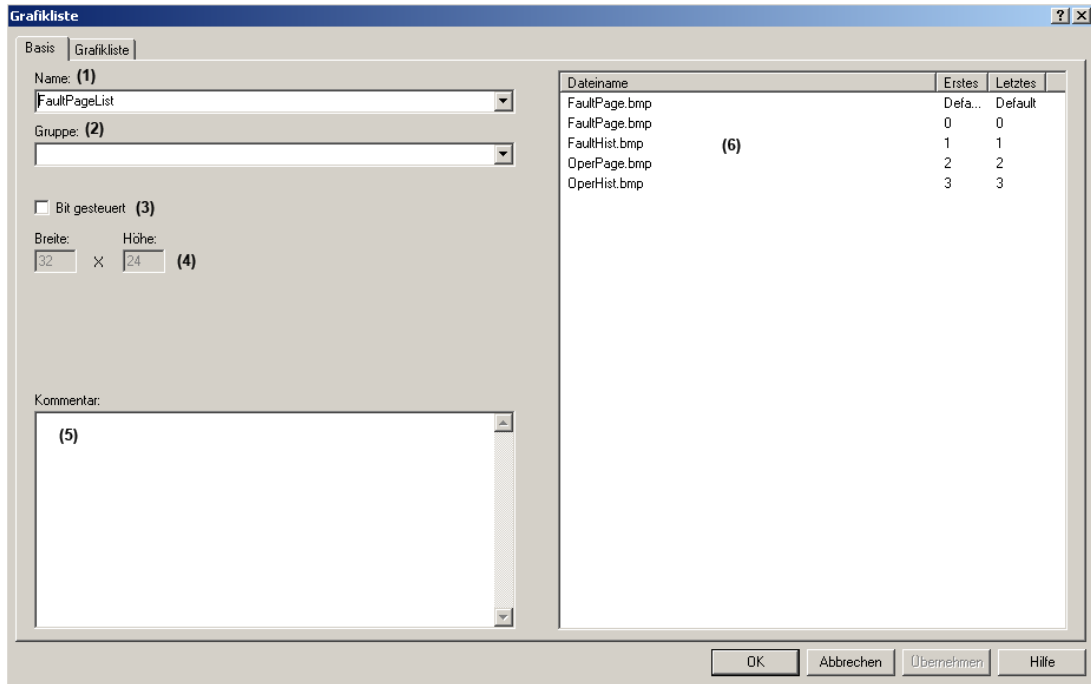 Grafikliste
Basis Grafikliste
Name: (1)
FaultPageList
Gruppe: (2)
Bit gesteuert (3)
Breite: Höhe:
32 X 24 (4)
Kommentar:
(5)
Dateiname Erstes Letztes
FaultPage.bmp Defa... Default
FaultPage.bmp 0 0
FaultHist.bmp 1 1
(6)
OperPage.bmp 2 2
OperHist.bmp 3 3
OK Abbrechen Übernehmen Hilfe